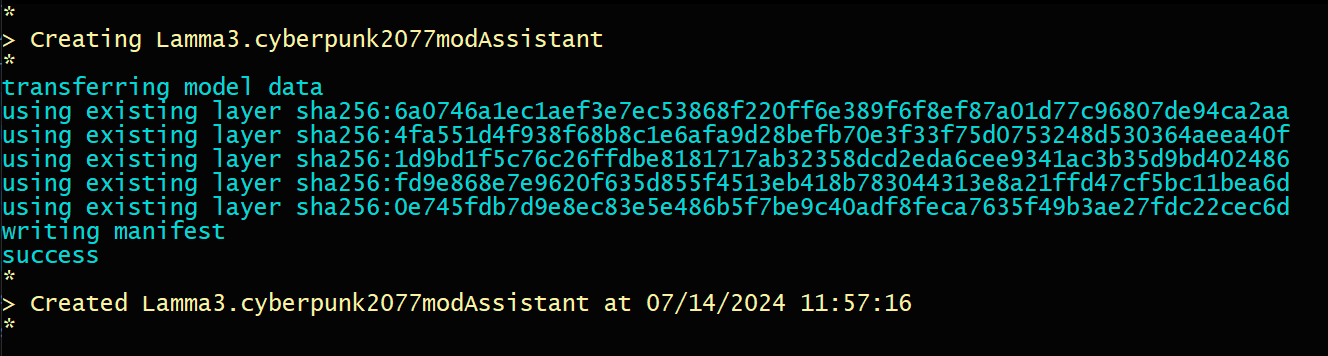 *
> Creating Lamma3.cyberpunk2077modAssistant
*
transferring model data
using existing layer sha256:6a0746a1ec1aef3e7ec53868f220ff6e389f6f8ef87a01d77c96807de94ca2aa
using existing layer sha256:4fa551d4f938f68b8c1e6afa9d28befb70e3f33f75d0753248d530364aeea40f
using existing layer sha256:1d9bd1f5c76c26ffdbe8181717ab32358dcd2eda6cee9341ac3b35d9bd402486
using existing layer sha256:fd9e868e7e9620f635d855f4513eb418b783044313e8a21ffd47cf5bc11bea6d
using existing layer sha256:0e745fdb7d9e8ec83e5e486b5f7be9c40adf8feca7635f49b3ae27fdc22cec6d
writing manifest
success
*
> Created Lamma3.cyberpunk2077modAssistant at 07/14/2024 11:57:16
*